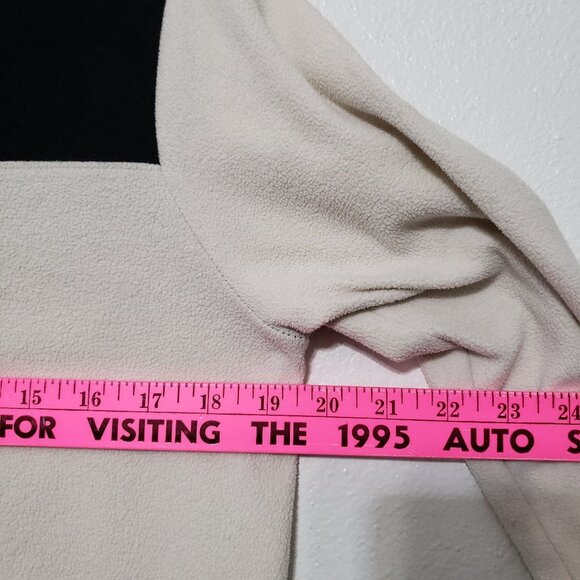 15 16 17 18 19 20 21 22 23 24
FOR VISITING THE 1995 AUTO S